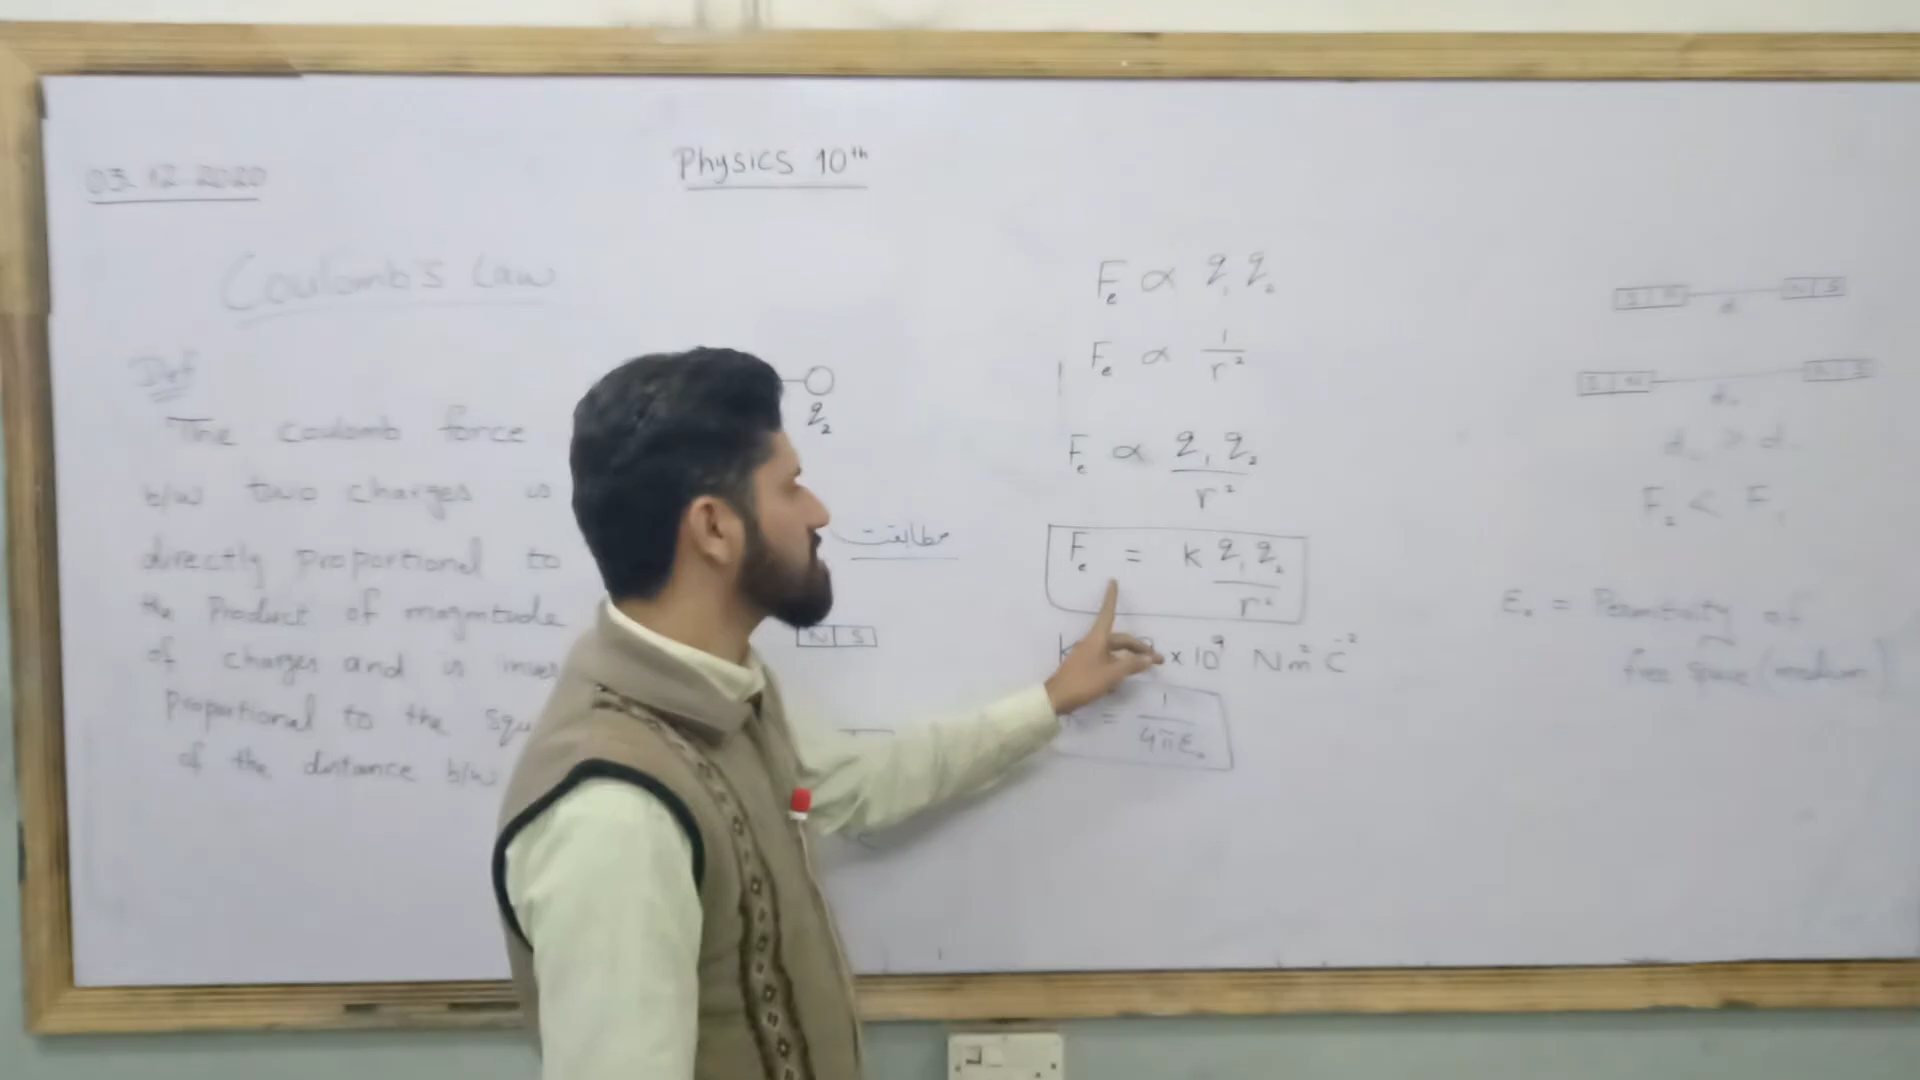 Physics 10th
03.12.2020
Coulomb's Law
Def
The Coulomb force
b/w two charges is
directly proportional to
the Product of magnitude
of charges and is
Proportional to the
of the distance b/w
q₂
مطابقت
N S
Fₑ ∝ q₁ q₂
Fₑ ∝ 1/r²
Fₑ ∝ q₁ q₂/r²
Fₑ = k q₁ q₂/r²
× 10⁹ Nm²C⁻²
K = 1/4πε₀
S N d N S
S N N S
F₂ < F₁
ε₀ = Permitivity of
free space (medium)